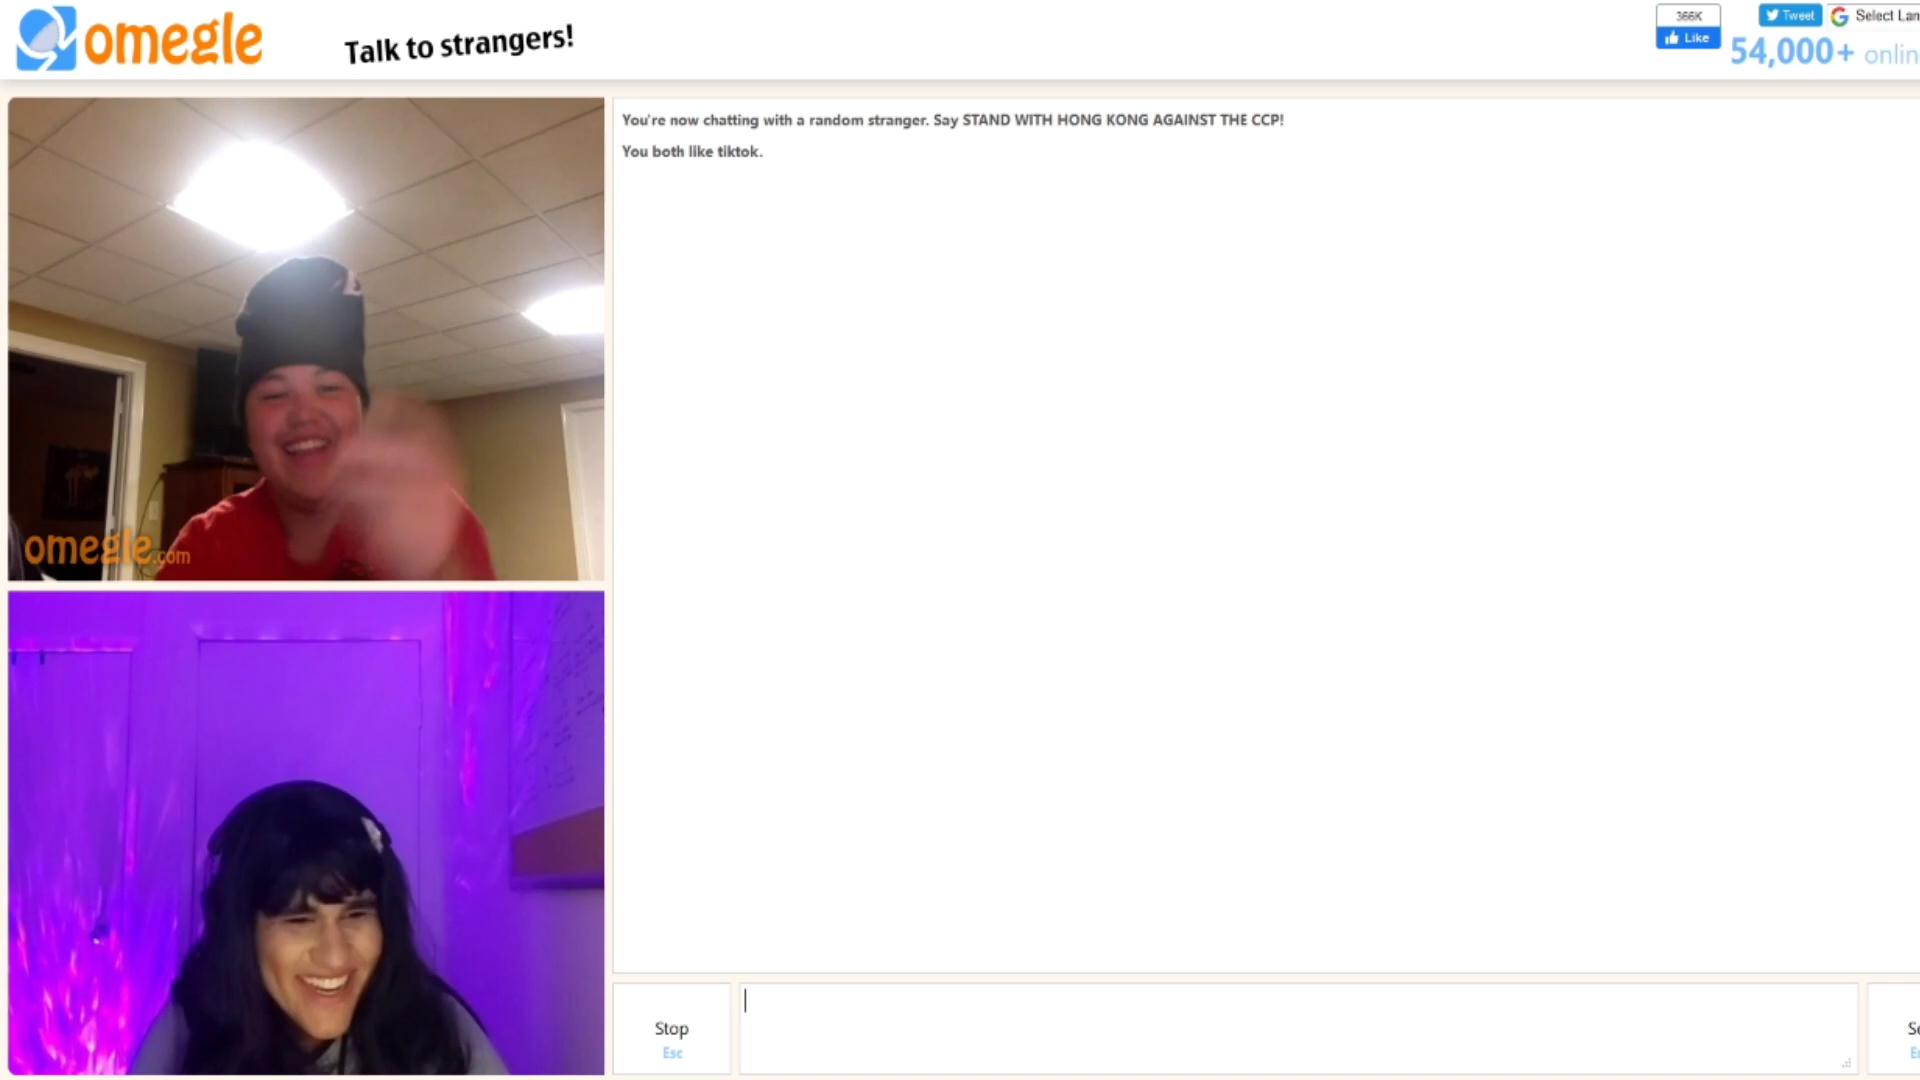 omegle
Talk to strangers!
366K
Like
Tweet
Select Lan
54,000+ onlin
You're now chatting with a random stranger. Say STAND WITH HONG KONG AGAINST THE CCP!
You both like tiktok.
omegle.com
Stop
Esc
Se